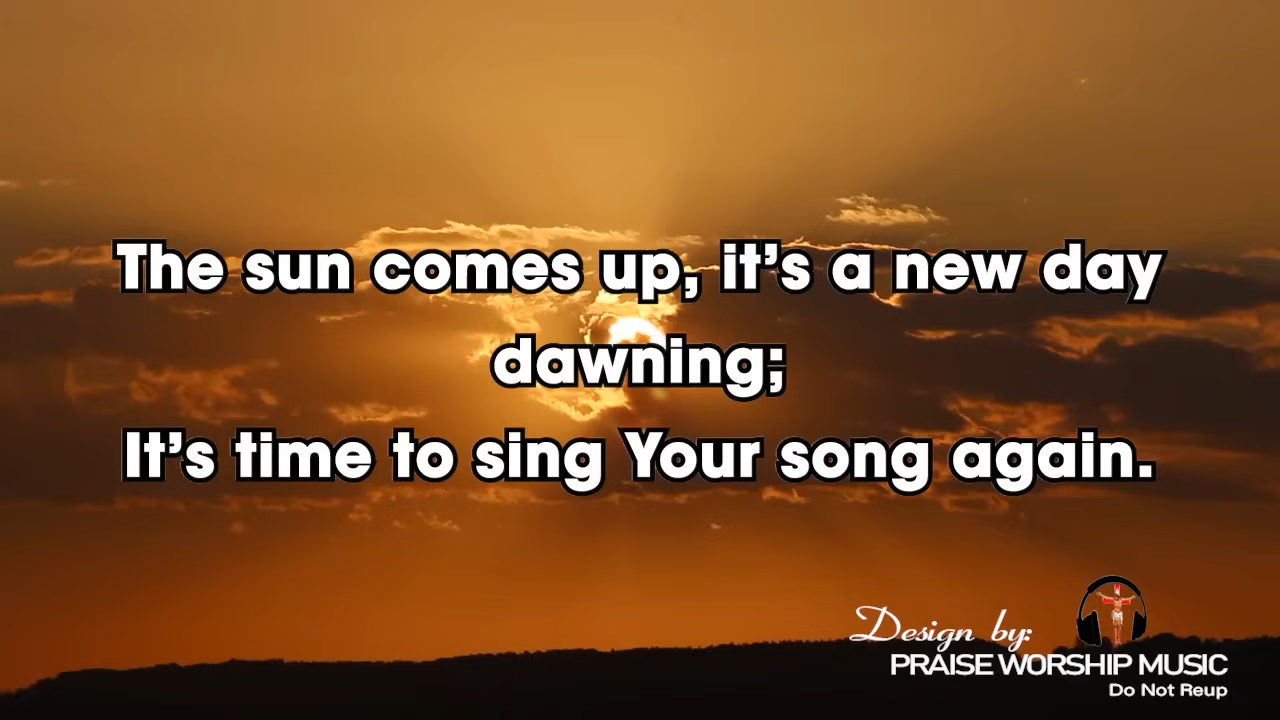 The sun comes up, it’s a new day
dawning;
It’s time to sing Your song again.
Design by:
PRAISE WORSHIP MUSIC
Do Not Reup